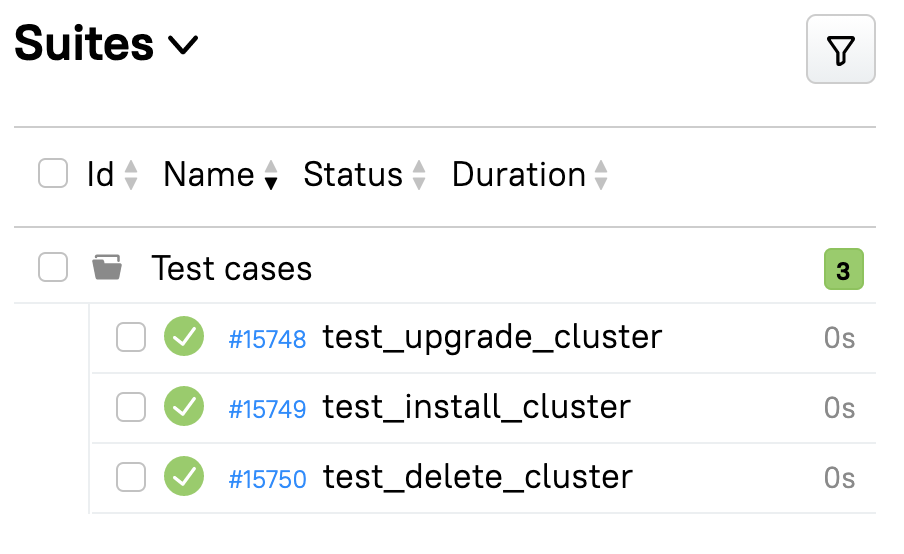 Suites
Id Name Status Duration
Test cases 3
#15748 test_upgrade_cluster 0s
#15749 test_install_cluster 0s
#15750 test_delete_cluster 0s